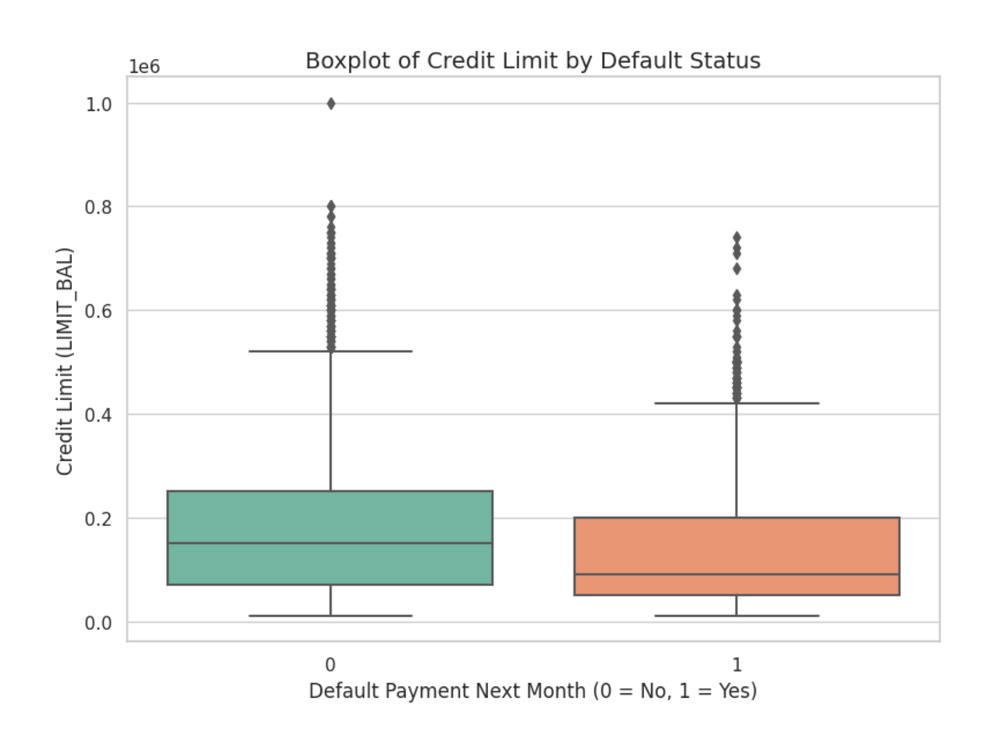 Boxplot of Credit Limit by Default Status
1e6
1.0
0.8
0.6
0.4
0.2
0.0
Credit Limit (LIMIT_BAL)
0 1
Default Payment Next Month (0 = No, 1 = Yes)